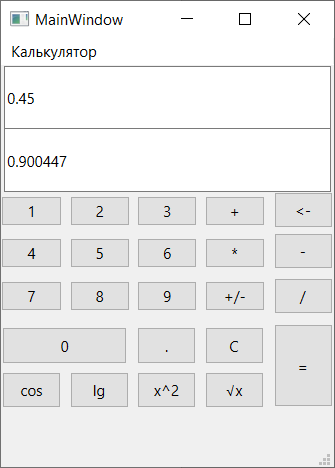 MainWindow
Калькулятор
0.45
0.900447
1 2 3 + <-
4 5 6 * -
7 8 9 +/- /
0 . C =
cos lg x^2 √x